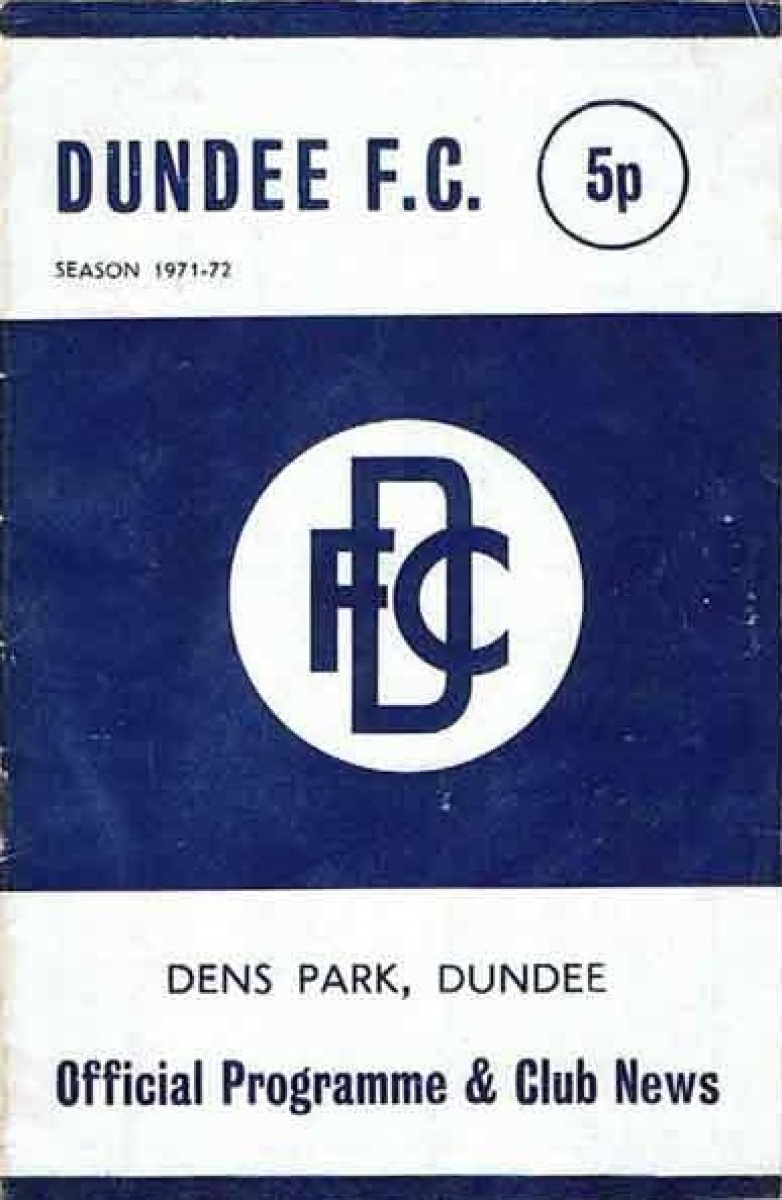 DUNDEE F.C.
5p
SEASON 1971-72
DFC
DENS PARK, DUNDEE
Official Programme & Club News